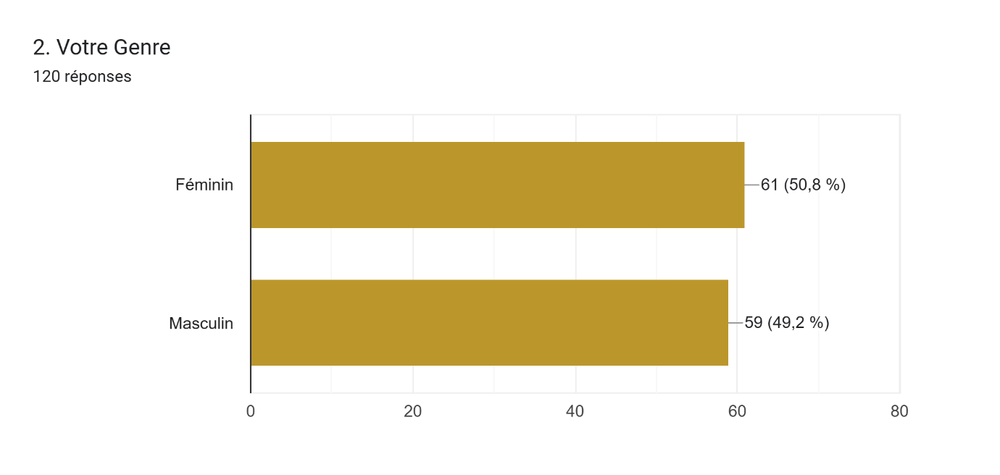 2. Votre Genre
120 réponses
Féminin
61 (50,8 %)
Masculin
59 (49,2 %)
0 20 40 60 80